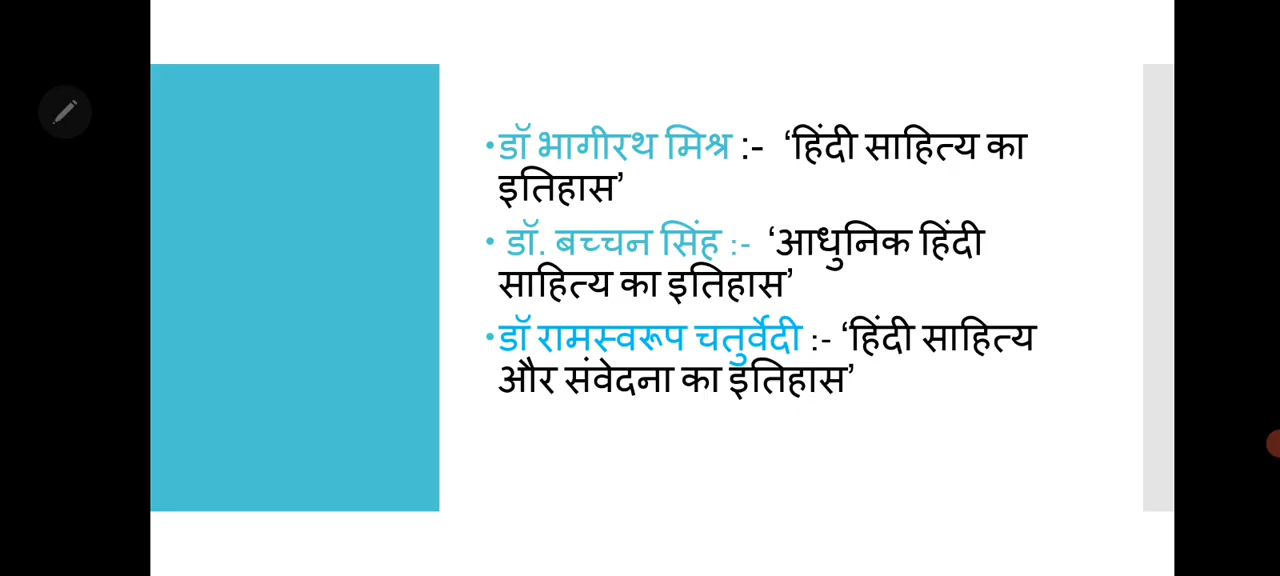 •डॉ भागीरथ मिश्र :- ‘हिंदी साहित्य का
इतिहास’
• डॉ. बच्चन सिंह :- ‘आधुनिक हिंदी
साहित्य का इतिहास’
•डॉ रामस्वरूप चतुर्वेदी :- ‘हिंदी साहित्य
और संवेदना का इतिहास’